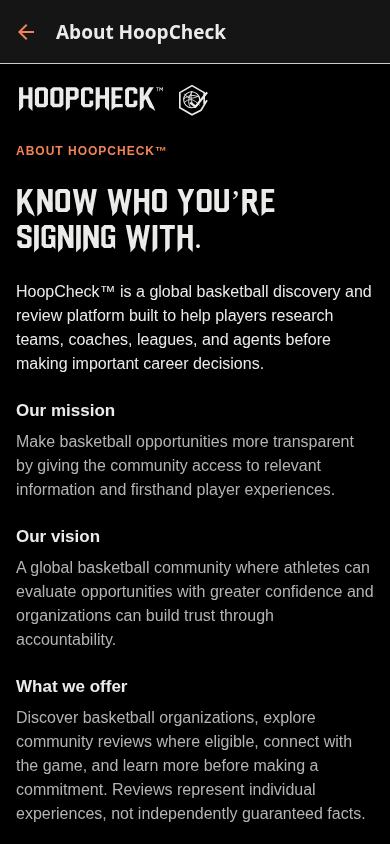 About HoopCheck
HOOPCHECK™
ABOUT HOOPCHECK™
KNOW WHO YOU’RE
SIGNING WITH.
HoopCheck™ is a global basketball discovery and
review platform built to help players research
teams, coaches, leagues, and agents before
making important career decisions.
Our mission
Make basketball opportunities more transparent
by giving the community access to relevant
information and firsthand player experiences.
Our vision
A global basketball community where athletes can
evaluate opportunities with greater confidence and
organizations can build trust through
accountability.
What we offer
Discover basketball organizations, explore
community reviews where eligible, connect with
the game, and learn more before making a
commitment. Reviews represent individual
experiences, not independently guaranteed facts.